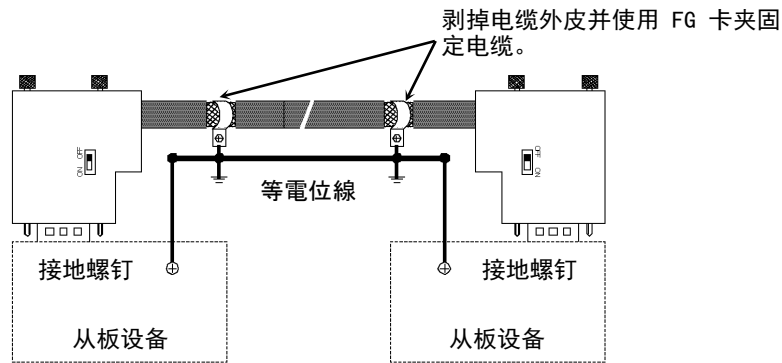 剥掉电缆外皮并使用 FG 卡夹固
定电缆。
ON OFF
OFF ON
等電位線
接地螺钉
接地螺钉
从板设备
从板设备